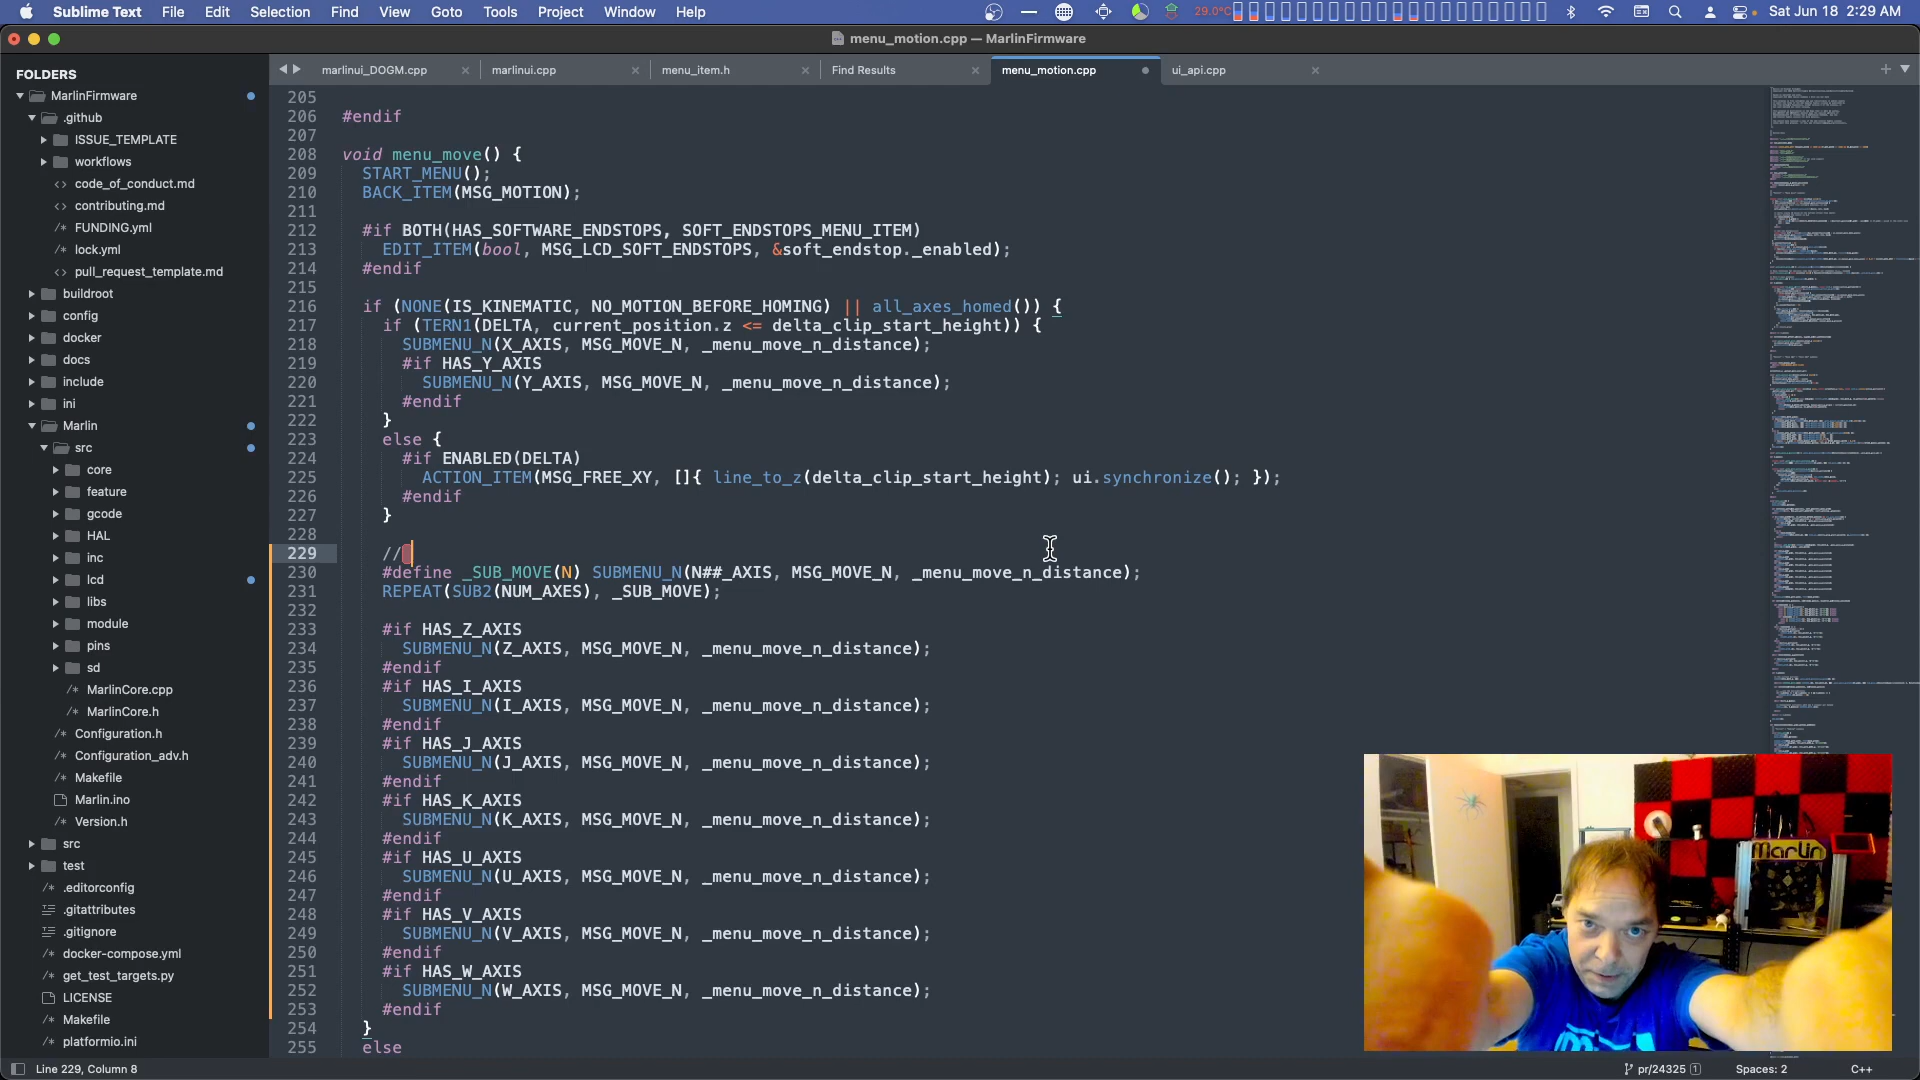 Sublime Text File Edit Selection Find View Goto Tools Project Window Help 29.0°C Sat Jun 18 2:29 AM
menu_motion.cpp — MarlinFirmware
FOLDERS
MarlinFirmware
.github
ISSUE_TEMPLATE
workflows
<> code_of_conduct.md
<> contributing.md
/* FUNDING.yml
/* lock.yml
<> pull_request_template.md
buildroot
config
docker
docs
include
ini
Marlin
src
core
feature
gcode
HAL
inc
lcd
libs
module
pins
sd
/* MarlinCore.cpp
/* MarlinCore.h
/* Configuration.h
/* Configuration_adv.h
/* Makefile
Marlin.ino
/* Version.h
src
test
/* .editorconfig
.gitattributes
.gitignore
/* docker-compose.yml
/* get_test_targets.py
LICENSE
/* Makefile
/* platformio.ini
marlinui_DOGM.cpp marlinui.cpp menu_item.h Find Results menu_motion.cpp ui_api.cpp
205
206 #endif
207
208 void menu_move() {
209 START_MENU();
210 BACK_ITEM(MSG_MOTION);
211
212 #if BOTH(HAS_SOFTWARE_ENDSTOPS, SOFT_ENDSTOPS_MENU_ITEM)
213 EDIT_ITEM(bool, MSG_LCD_SOFT_ENDSTOPS, &soft_endstop._enabled);
214 #endif
215
216 if (NONE(IS_KINEMATIC, NO_MOTION_BEFORE_HOMING) || all_axes_homed()) {
217 if (TERN1(DELTA, current_position.z <= delta_clip_start_height)) {
218 SUBMENU_N(X_AXIS, MSG_MOVE_N, _menu_move_n_distance);
219 #if HAS_Y_AXIS
220 SUBMENU_N(Y_AXIS, MSG_MOVE_N, _menu_move_n_distance);
221 #endif
222 }
223 else {
224 #if ENABLED(DELTA)
225 ACTION_ITEM(MSG_FREE_XY, []{ line_to_z(delta_clip_start_height); ui.synchronize(); });
226 #endif
227 }
228
229 //
230 #define _SUB_MOVE(N) SUBMENU_N(N##_AXIS, MSG_MOVE_N, _menu_move_n_distance);
231 REPEAT(SUB2(NUM_AXES), _SUB_MOVE);
232
233 #if HAS_Z_AXIS
234 SUBMENU_N(Z_AXIS, MSG_MOVE_N, _menu_move_n_distance);
235 #endif
236 #if HAS_I_AXIS
237 SUBMENU_N(I_AXIS, MSG_MOVE_N, _menu_move_n_distance);
238 #endif
239 #if HAS_J_AXIS
240 SUBMENU_N(J_AXIS, MSG_MOVE_N, _menu_move_n_distance);
241 #endif
242 #if HAS_K_AXIS
243 SUBMENU_N(K_AXIS, MSG_MOVE_N, _menu_move_n_distance);
244 #endif
245 #if HAS_U_AXIS
246 SUBMENU_N(U_AXIS, MSG_MOVE_N, _menu_move_n_distance);
247 #endif
248 #if HAS_V_AXIS
249 SUBMENU_N(V_AXIS, MSG_MOVE_N, _menu_move_n_distance);
250 #endif
251 #if HAS_W_AXIS
252 SUBMENU_N(W_AXIS, MSG_MOVE_N, _menu_move_n_distance);
253 #endif
254 }
255 else
Marlin
Line 229, Column 8 pr/24325 1 Spaces: 2 C++